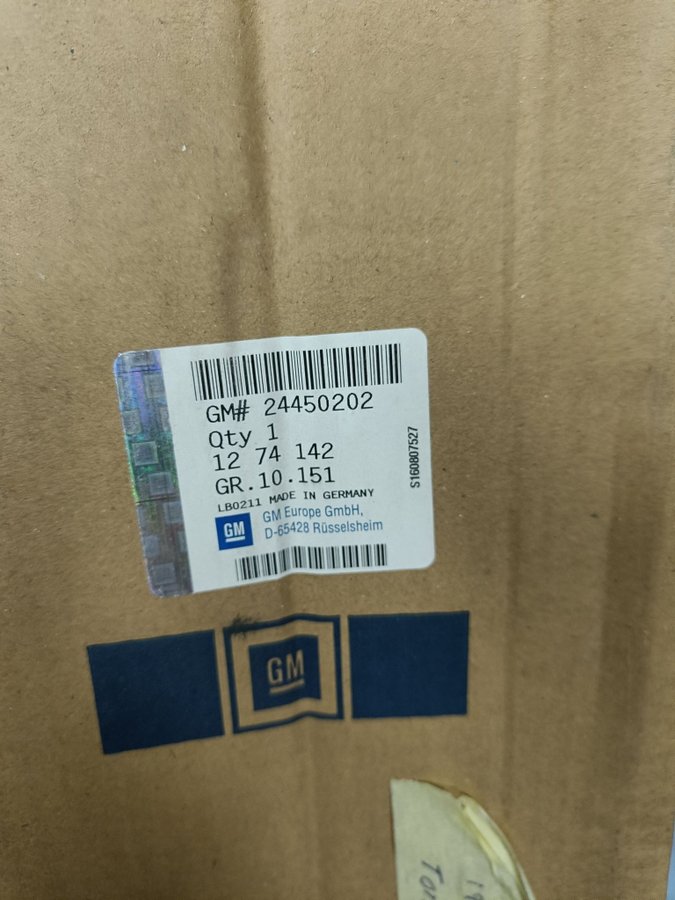 GM# 24450202
Qty 1
12 74 142
GR.10.151
LB0211 MADE IN GERMANY
GM
GM Europe GmbH,
D-65428 Rüsselsheim
S160807527
GM